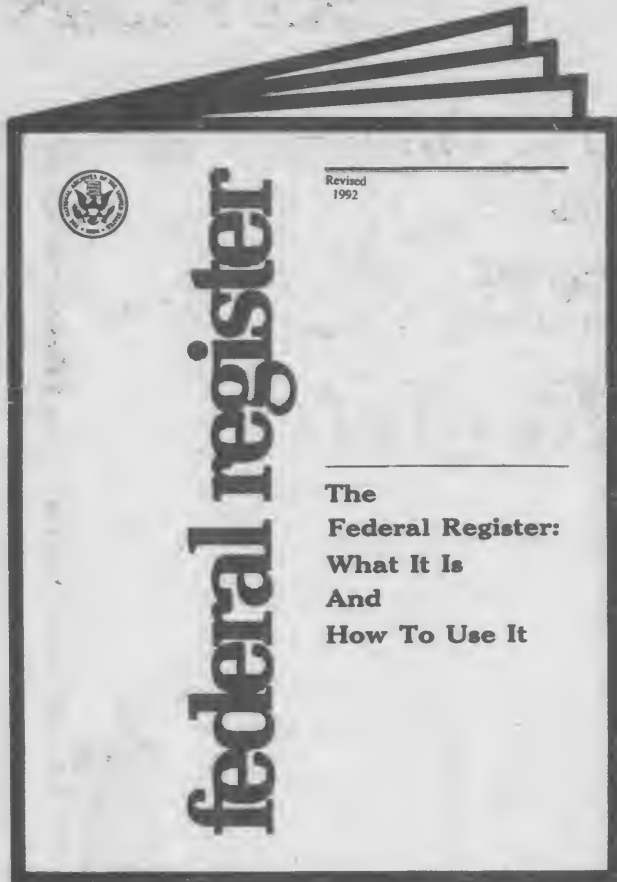 federal register
Revised
1992
The
Federal Register:
What It Is
And
How To Use It